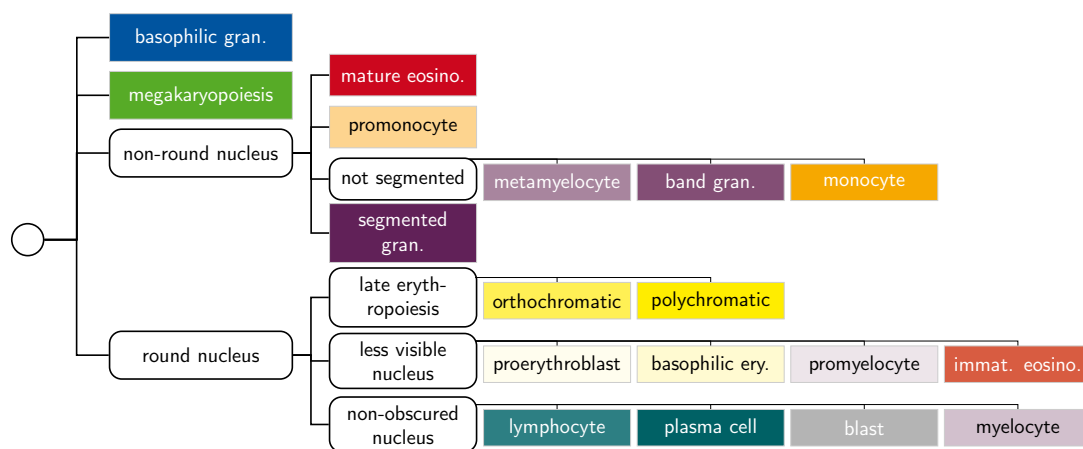 basophilic gran.
megakaryopoiesis
non-round nucleus
mature eosino.
promonocyte
not segmented
metamyelocyte
band gran.
monocyte
segmented
gran.
round nucleus
late eryth-
ropoiesis
orthochromatic
polychromatic
less visible
nucleus
proerythroblast
basophilic ery.
promyelocyte
immat. eosino.
non-obscured
nucleus
lymphocyte
plasma cell
blast
myelocyte